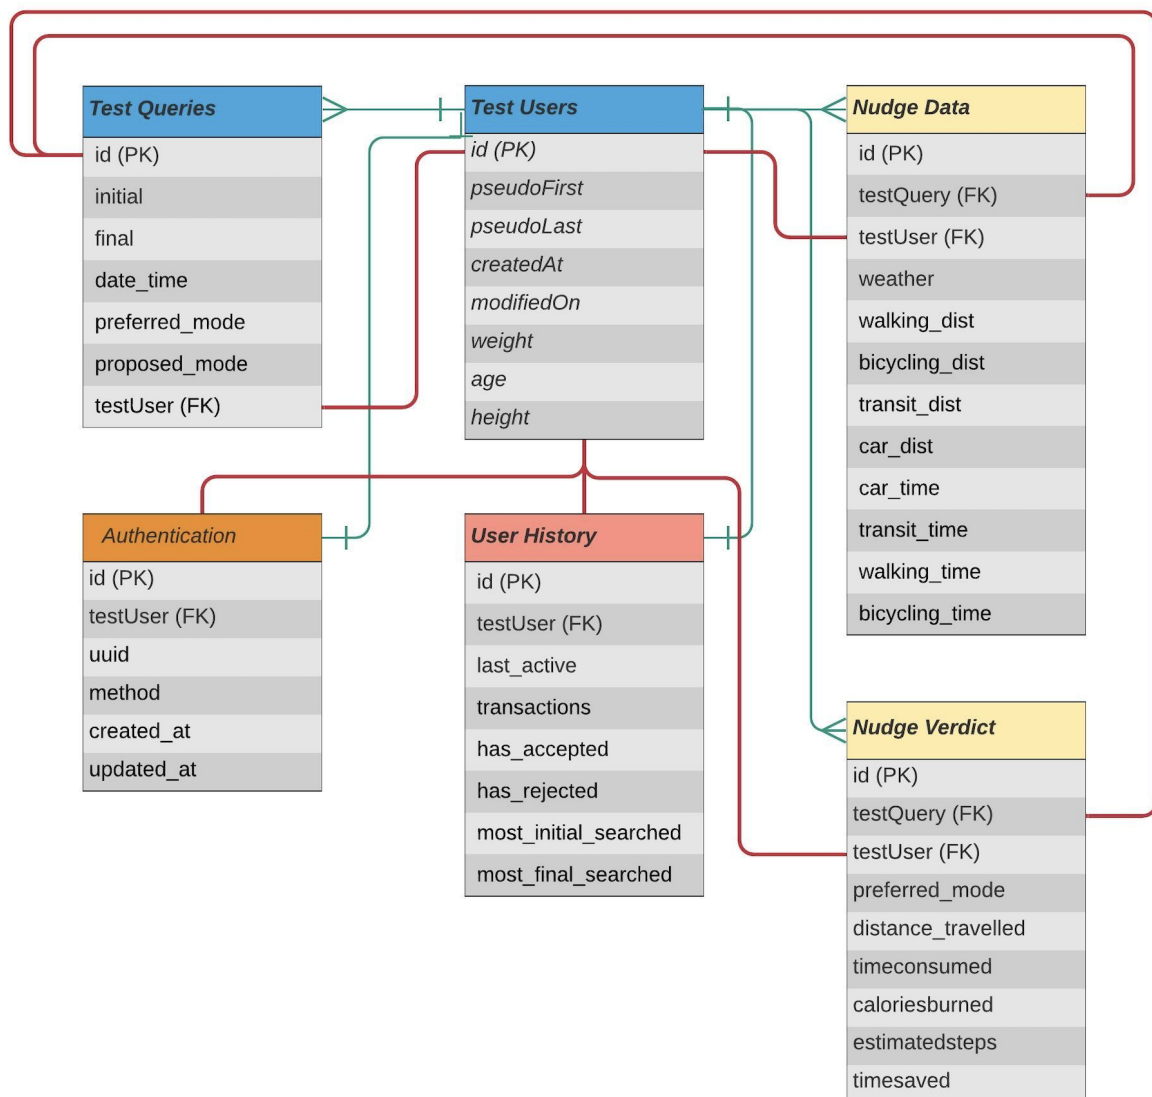 Test Queries
id (PK)
initial
final
date_time
preferred_mode
proposed_mode
testUser (FK)
Test Users
id (PK)
pseudoFirst
pseudoLast
createdAt
modifiedOn
weight
age
height
Nudge Data
id (PK)
testQuery (FK)
testUser (FK)
weather
walking_dist
bicycling_dist
transit_dist
car_dist
car_time
transit_time
walking_time
bicycling_time
Authentication
id (PK)
testUser (FK)
uuid
method
created_at
updated_at
User History
id (PK)
testUser (FK)
last_active
transactions
has_accepted
has_rejected
most_initial_searched
most_final_searched
Nudge Verdict
id (PK)
testQuery (FK)
testUser (FK)
preferred_mode
distance_travelled
timeconsumed
caloriesburned
estimatedsteps
timesaved